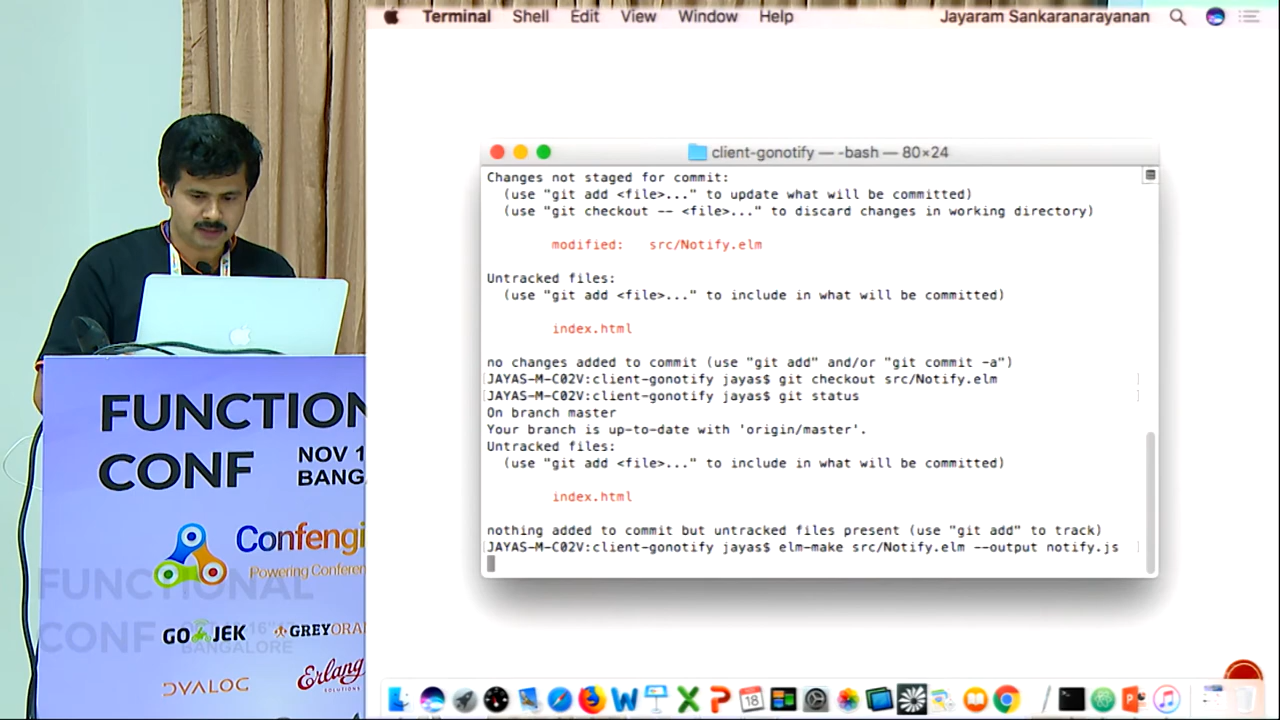 Terminal Shell Edit View Window Help Jayaram Sankaranarayanan
client-gonotify — -bash — 80×24
Changes not staged for commit:
(use "git add <file>..." to update what will be committed)
(use "git checkout -- <file>..." to discard changes in working directory)
modified: src/Notify.elm
Untracked files:
(use "git add <file>..." to include in what will be committed)
index.html
no changes added to commit (use "git add" and/or "git commit -a")
JAYAS-M-C02V:client-gonotify jayas$ git checkout src/Notify.elm
JAYAS-M-C02V:client-gonotify jayas$ git status
On branch master
Your branch is up-to-date with 'origin/master'.
Untracked files:
(use "git add <file>..." to include in what will be committed)
index.html
nothing added to commit but untracked files present (use "git add" to track)
JAYAS-M-C02V:client-gonotify jayas$ elm-make src/Notify.elm --output notify.js
18
FUNCTION
CONF
NOV 1
BANG
Confengi
Powering Conferen
FUNCTIONAL
CONF
BANGALORE
GO JEK
GREYORA
DYALOC
Erlang
SOLUTIONS